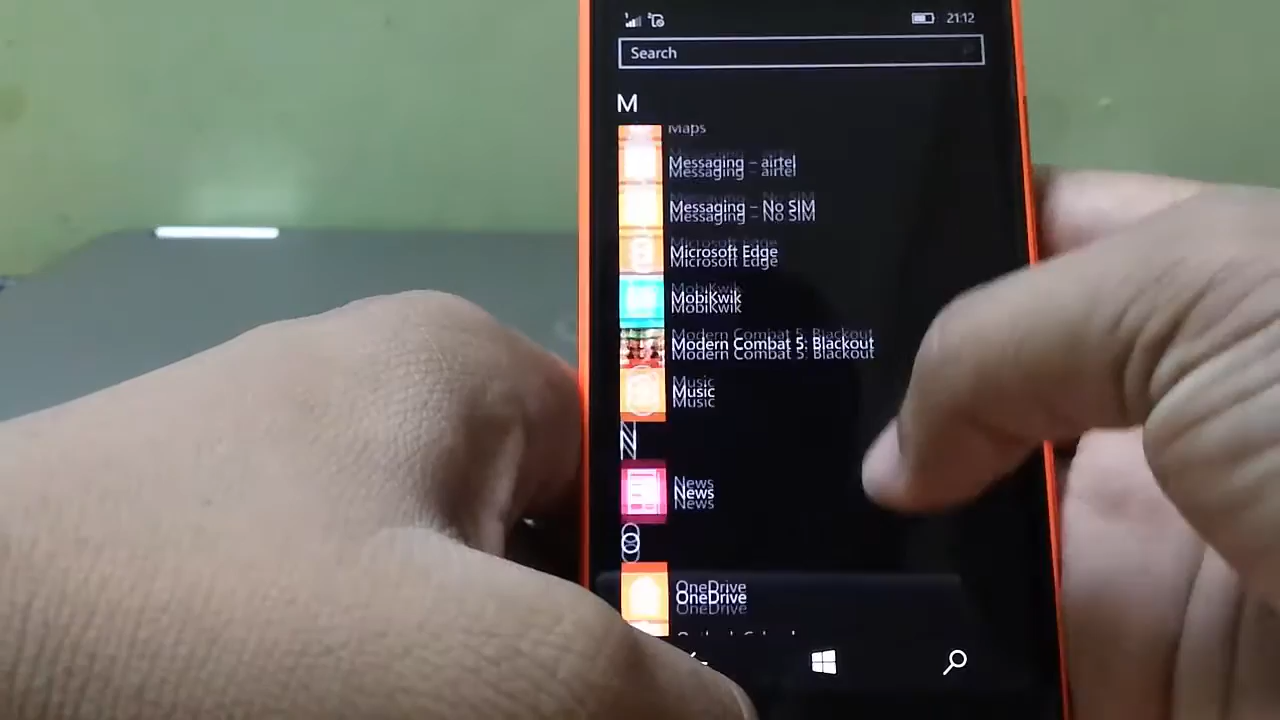 21:12
Search
M
Maps
Messaging – airtel
Messaging – No SIM
Microsoft Edge
MobiKwik
Modern Combat 5: Blackout
Music
N
News
O
OneDrive